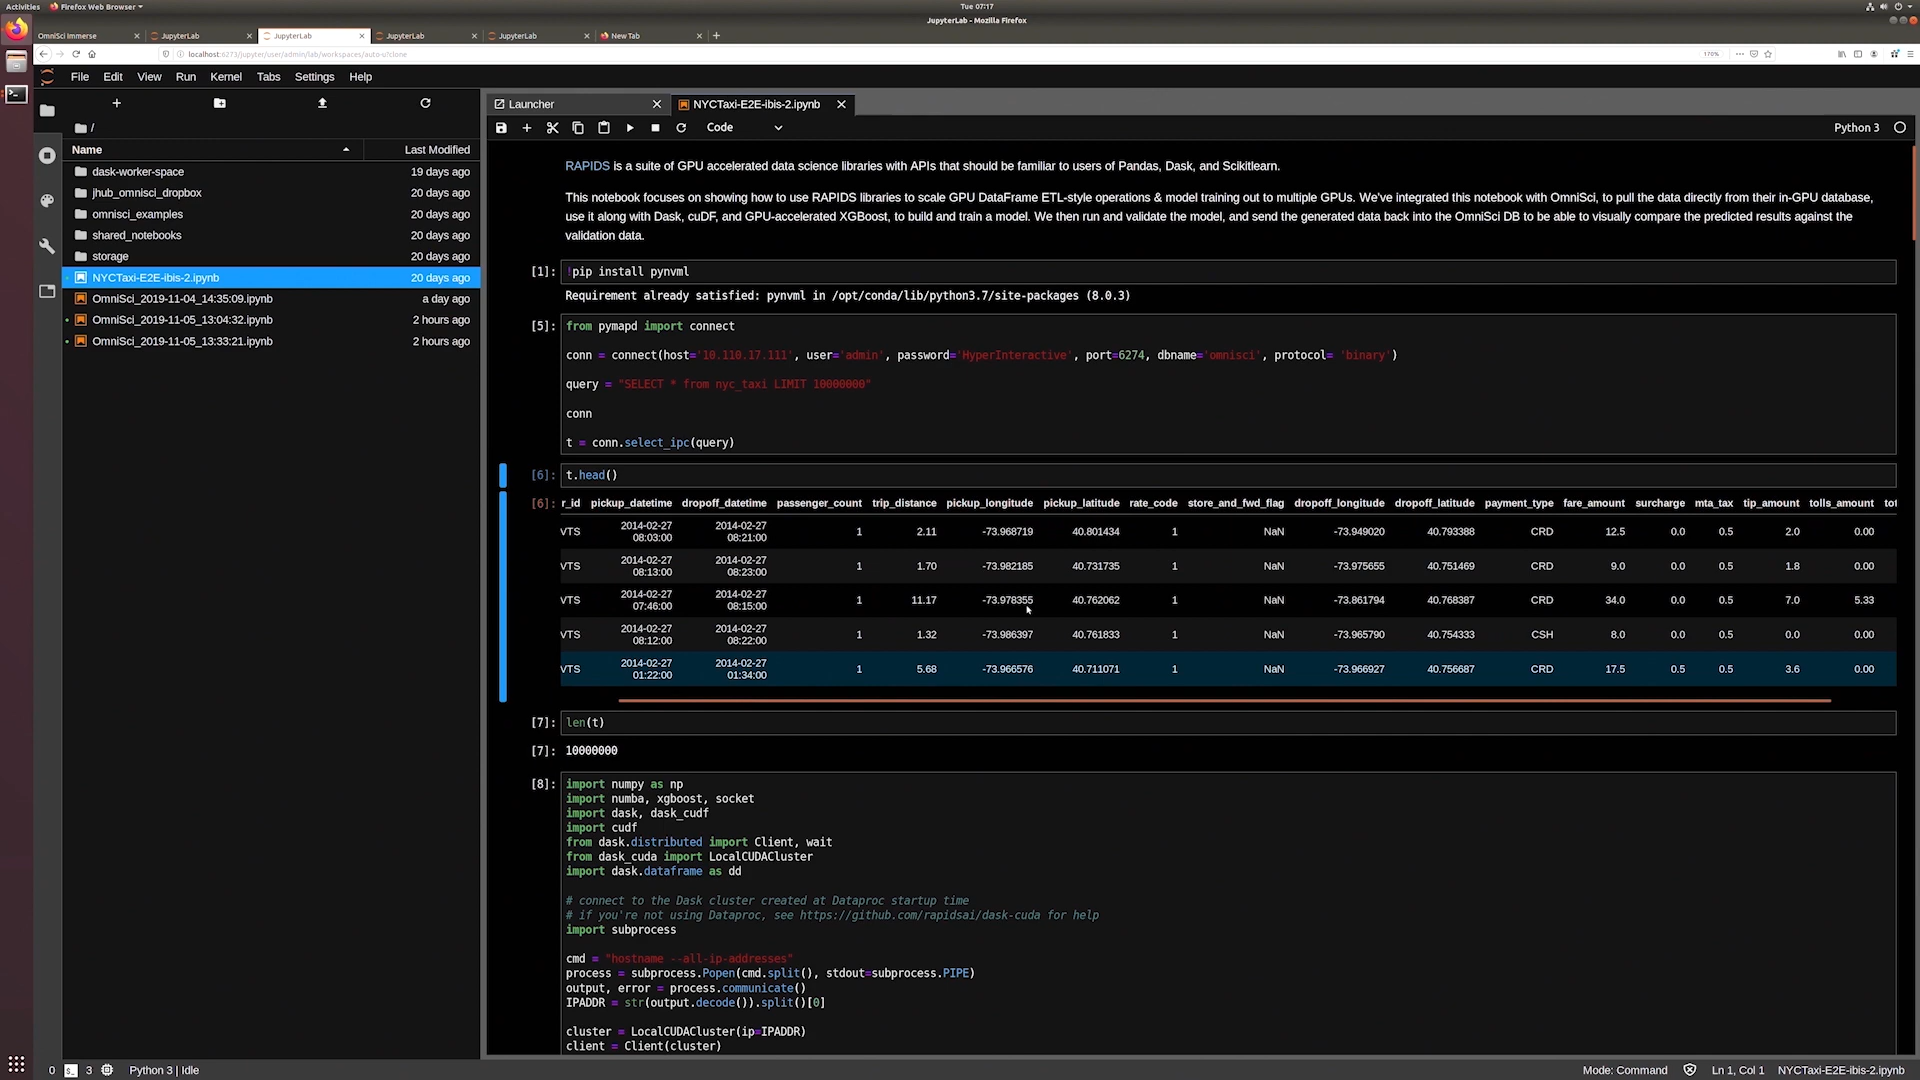 Activities Firefox Web Browser Tue 07:17
JupyterLab - Mozilla Firefox
OmniSci Immerse JupyterLab JupyterLab JupyterLab JupyterLab New Tab
localhost:6273/jupyter/user/admin/lab/workspaces/auto-u?clone 170%
File Edit View Run Kernel Tabs Settings Help
Launcher NYCTaxi-E2E-ibis-2.ipynb
/
Code Python 3
Name Last Modified
dask-worker-space 19 days ago
jhub_omnisci_dropbox 20 days ago
omnisci_examples 20 days ago
shared_notebooks 20 days ago
storage 20 days ago
NYCTaxi-E2E-ibis-2.ipynb 20 days ago
OmniSci_2019-11-04_14:35:09.ipynb a day ago
OmniSci_2019-11-05_13:04:32.ipynb 2 hours ago
OmniSci_2019-11-05_13:33:21.ipynb 2 hours ago
RAPIDS is a suite of GPU accelerated data science libraries with APIs that should be familiar to users of Pandas, Dask, and Scikitlearn.
This notebook focuses on showing how to use RAPIDS libraries to scale GPU DataFrame ETL-style operations & model training out to multiple GPUs. We've integrated this notebook with OmniSci, to pull the data directly from their in-GPU database,
use it along with Dask, cuDF, and GPU-accelerated XGBoost, to build and train a model. We then run and validate the model, and send the generated data back into the OmniSci DB to be able to visually compare the predicted results against the
validation data.
[1]: !pip install pynvml
Requirement already satisfied: pynvml in /opt/conda/lib/python3.7/site-packages (8.0.3)
[5]: from pymapd import connect
conn = connect(host='10.110.17.111', user='admin', password='HyperInteractive', port=6274, dbname='omnisci', protocol= 'binary')
query = "SELECT * from nyc_taxi LIMIT 10000000"
conn
t = conn.select_ipc(query)
[6]: t.head()
[6]: r_id pickup_datetime dropoff_datetime passenger_count trip_distance pickup_longitude pickup_latitude rate_code store_and_fwd_flag dropoff_longitude dropoff_latitude payment_type fare_amount surcharge mta_tax tip_amount tolls_amount tot
VTS 2014-02-27 08:03:00 2014-02-27 08:21:00 1 2.11 -73.968719 40.801434 1 NaN -73.949020 40.793388 CRD 12.5 0.0 0.5 2.0 0.00
VTS 2014-02-27 08:13:00 2014-02-27 08:23:00 1 1.70 -73.982185 40.731735 1 NaN -73.975655 40.751469 CRD 9.0 0.0 0.5 1.8 0.00
VTS 2014-02-27 07:46:00 2014-02-27 08:15:00 1 11.17 -73.978355 40.762062 1 NaN -73.861794 40.768387 CRD 34.0 0.0 0.5 7.0 5.33
VTS 2014-02-27 08:12:00 2014-02-27 08:22:00 1 1.32 -73.986397 40.761833 1 NaN -73.965790 40.754333 CSH 8.0 0.0 0.5 0.0 0.00
VTS 2014-02-27 01:22:00 2014-02-27 01:34:00 1 5.68 -73.966576 40.711071 1 NaN -73.966927 40.756687 CRD 17.5 0.5 0.5 3.6 0.00
[7]: len(t)
[7]: 10000000
[8]: import numpy as np
import numba, xgboost, socket
import dask, dask_cudf
import cudf
from dask.distributed import Client, wait
from dask_cuda import LocalCUDACluster
import dask.dataframe as dd
# connect to the Dask cluster created at Dataproc startup time
# if you're not using Dataproc, see https://github.com/rapidsai/dask-cuda for help
import subprocess
cmd = "hostname --all-ip-addresses"
process = subprocess.Popen(cmd.split(), stdout=subprocess.PIPE)
output, error = process.communicate()
IPADDR = str(output.decode()).split()[0]
cluster = LocalCUDACluster(ip=IPADDR)
client = Client(cluster)
0 3 Python 3 | Idle Mode: Command Ln 1, Col 1 NYCTaxi-E2E-ibis-2.ipynb